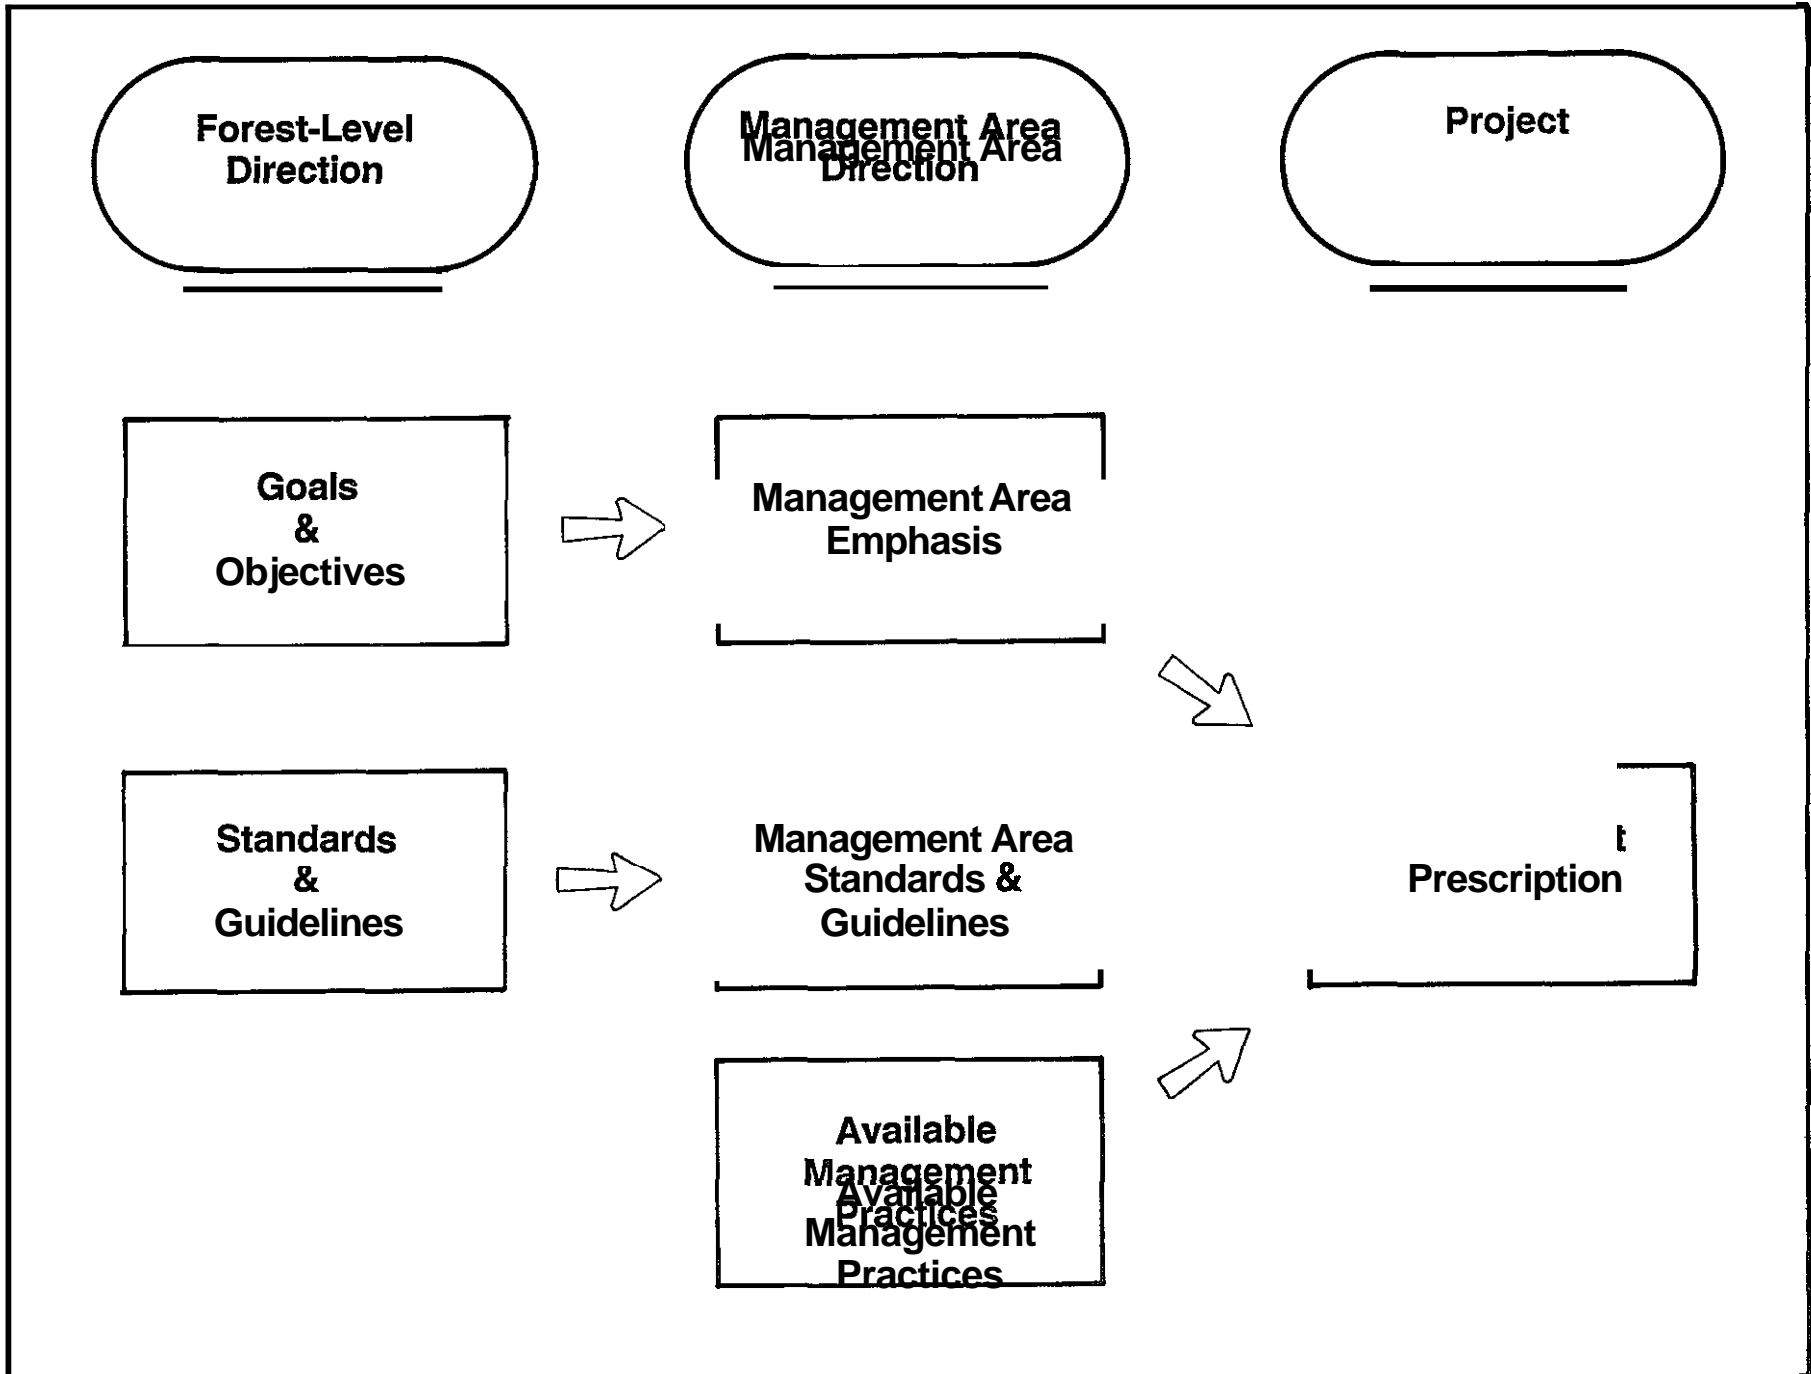 Forest-Level
Direction
Management Area
Management Area
Direction
Project
Goals
&
Objectives
Management Area
Emphasis
Standards
&
Guidelines
Management Area
Standards &
Guidelines
t
Prescription
Available
Management
Available
Practices
Management
Practices